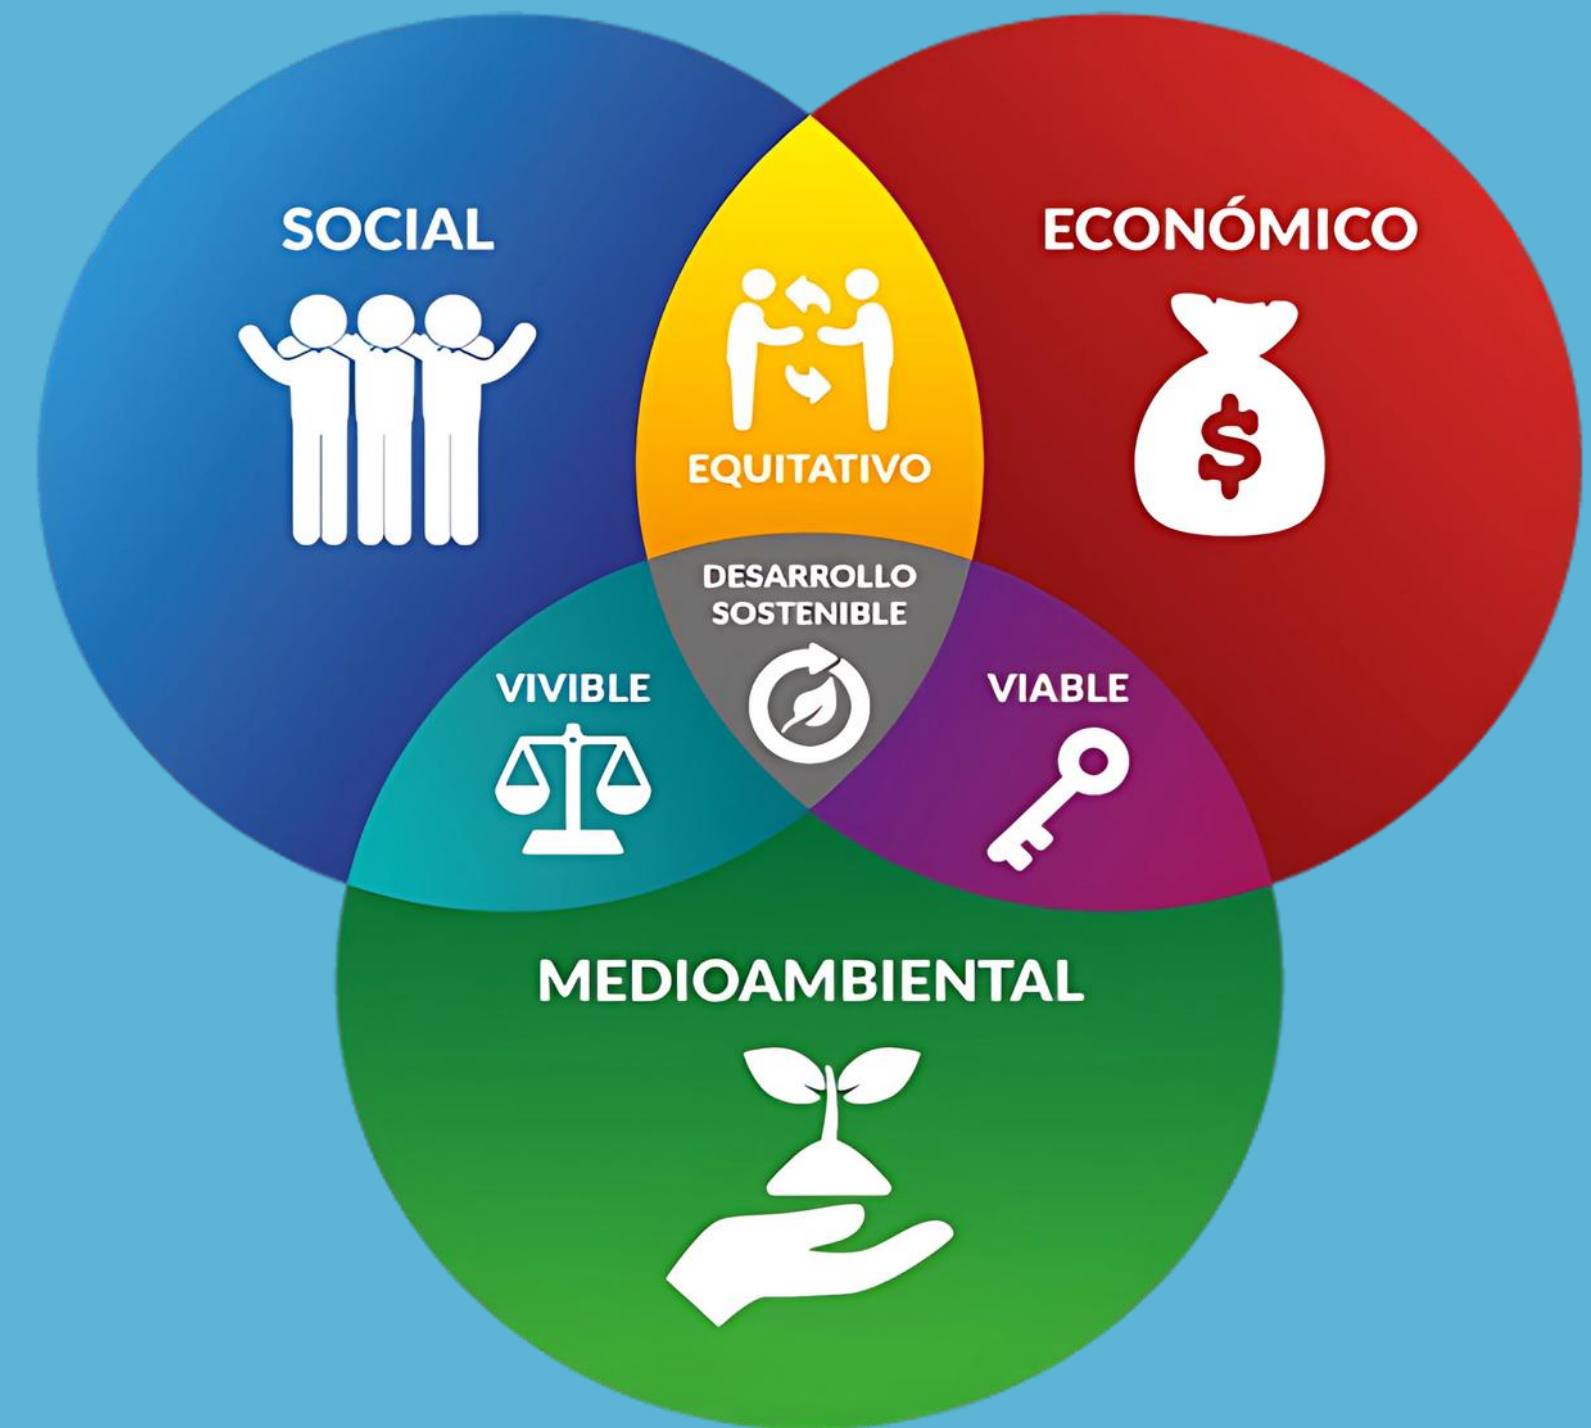 SOCIAL
ECONÓMICO
$
EQUITATIVO
DESARROLLO
SOSTENIBLE
VIVIBLE
VIABLE
MEDIOAMBIENTAL